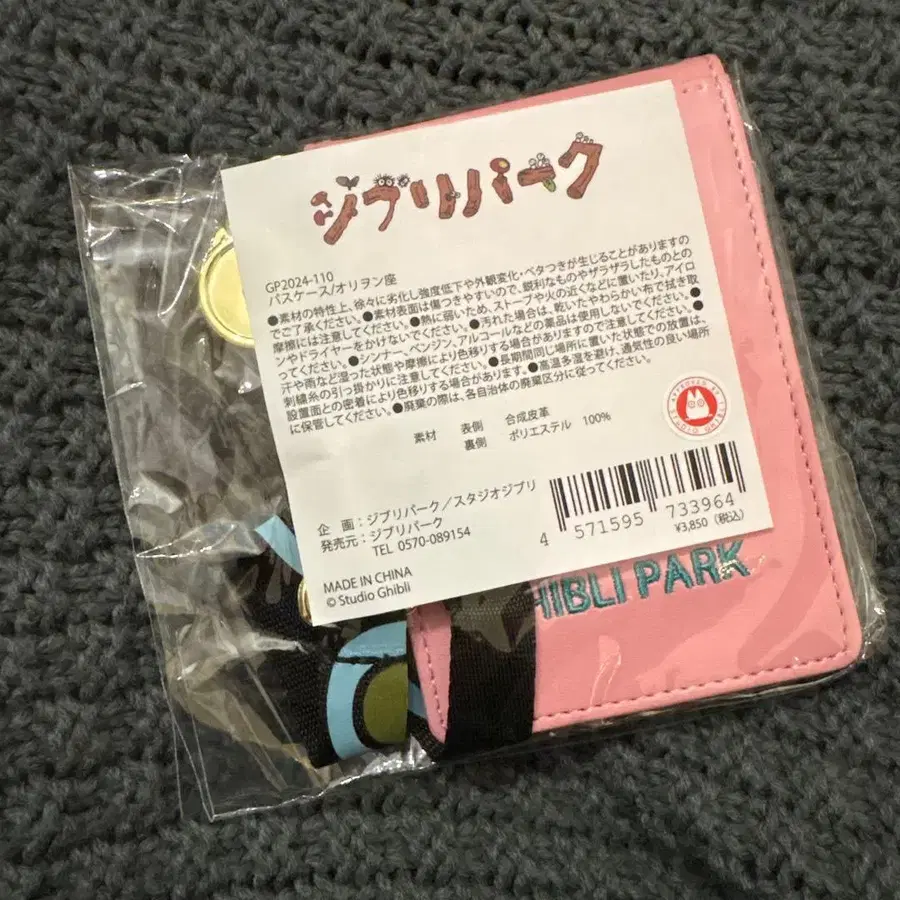 ジブリパーク
GP2024-110
パスケース/オリヲン座
●素材の特性上、徐々に劣化し強度低下や外観変化・ベタつきが生じることがありますの
でご了承ください。●素材表面は傷つきやすいので、鋭利なものやザラザラしたものとの
摩擦には注意してください。●熱に弱いため、ストーブや火の近くなどに置いたり、アイロ
ンやドライヤーをかけないでください。●汚れた場合は、乾いたやわらかい布で拭き取
ってください。●シンナー、ベンジン、アルコールなどの薬品は使用しないでください。●
汗や雨など湿った状態や摩擦により色移りする場合がありますので注意してください。●
刺繍糸の引っ掛かりに注意してください。●長期間同じ場所に置いた状態での放置は、
設置面との密着により色移りする場合があります。●高温多湿を避け、通気性の良い場所
に保管してください。●廃棄の際は、各自治体の廃棄区分に従ってください。
素材 表側 合成皮革
裏側 ポリエステル 100%
企 画：ジブリパーク／スタジオジブリ
発売元：ジブリパーク
TEL 0570-089154
4 571595 733964
¥3,850（税込）
MADE IN CHINA
© Studio Ghibli
HIBLI PARK